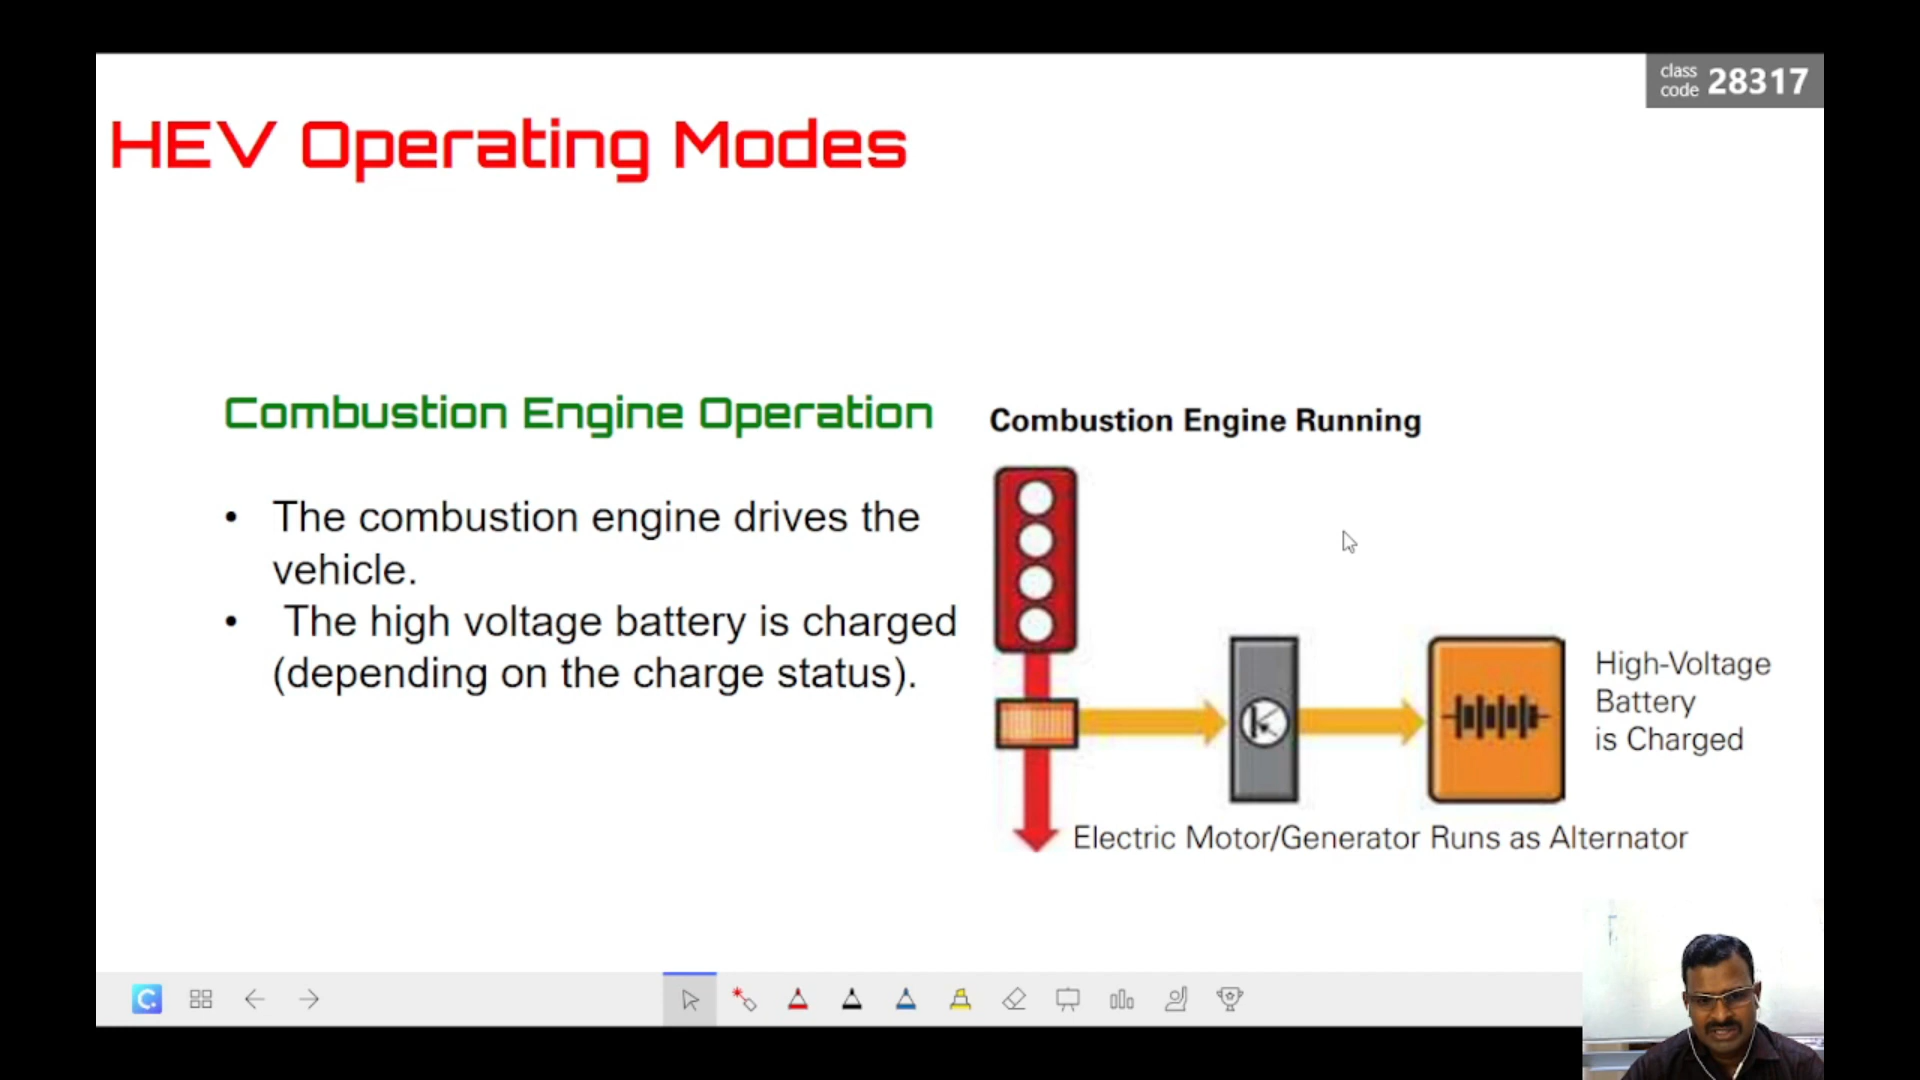 class
code 28317
HEV Operating Modes
Combustion Engine Operation
• The combustion engine drives the
vehicle.
• The high voltage battery is charged
(depending on the charge status).
Combustion Engine Running
High-Voltage
Battery
is Charged
Electric Motor/Generator Runs as Alternator
C.